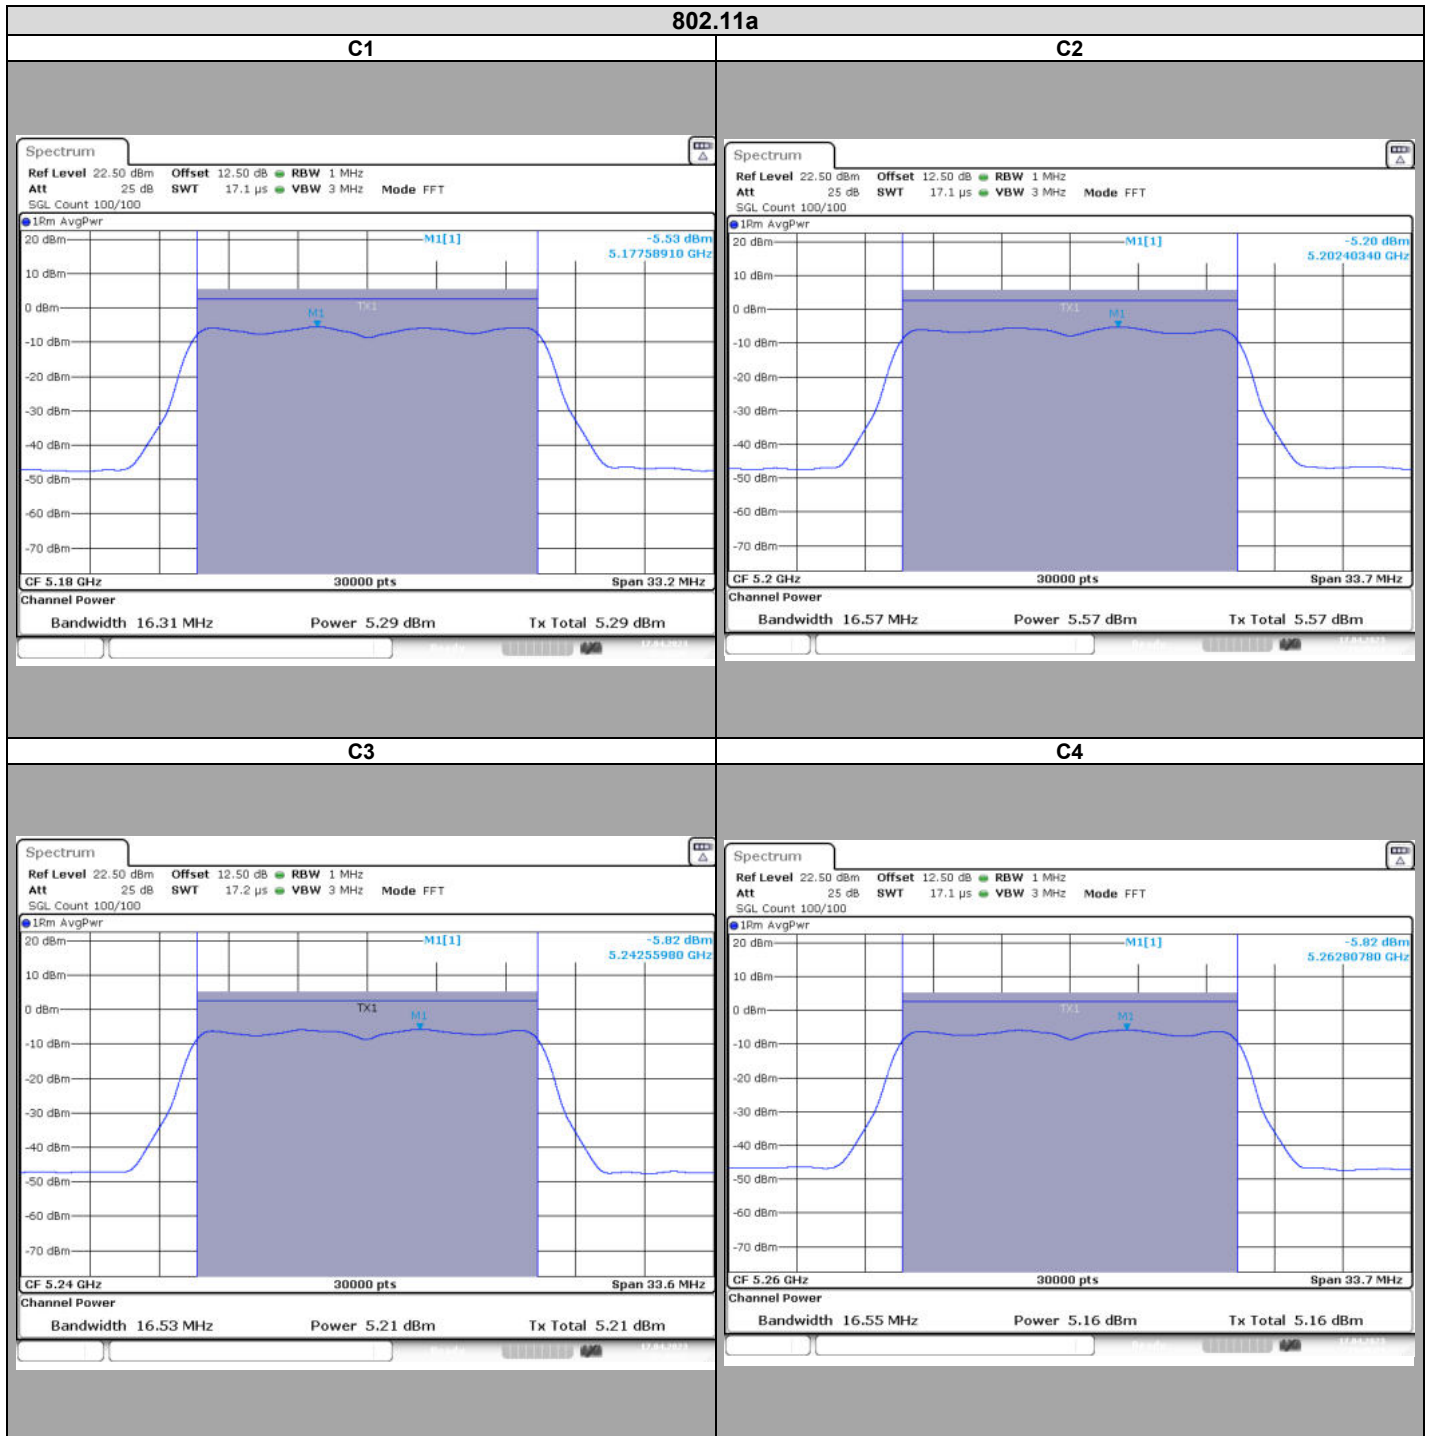 802.11a
C1
C2
Spectrum
Ref Level 22.50 dBm Offset 12.50 dB RBW 1 MHz
Att 25 dB SWT 17.1 µs VBW 3 MHz Mode FFT
SGL Count 100/100
1Rm AvgPwr
20 dBm M1[1] -5.53 dBm
5.17758910 GHz
10 dBm
0 dBm
TX1
M1
-10 dBm
-20 dBm
-30 dBm
-40 dBm
-50 dBm
-60 dBm
-70 dBm
CF 5.18 GHz 30000 pts Span 33.2 MHz
Channel Power
Bandwidth 16.31 MHz Power 5.29 dBm Tx Total 5.29 dBm
Spectrum
Ref Level 22.50 dBm Offset 12.50 dB RBW 1 MHz
Att 25 dB SWT 17.1 µs VBW 3 MHz Mode FFT
SGL Count 100/100
1Rm AvgPwr
20 dBm M1[1] -5.20 dBm
5.20240340 GHz
10 dBm
0 dBm
TX1
M1
-10 dBm
-20 dBm
-30 dBm
-40 dBm
-50 dBm
-60 dBm
-70 dBm
CF 5.2 GHz 30000 pts Span 33.7 MHz
Channel Power
Bandwidth 16.57 MHz Power 5.57 dBm Tx Total 5.57 dBm
C3
C4
Spectrum
Ref Level 22.50 dBm Offset 12.50 dB RBW 1 MHz
Att 25 dB SWT 17.2 µs VBW 3 MHz Mode FFT
SGL Count 100/100
1Rm AvgPwr
20 dBm M1[1] -5.82 dBm
5.24255980 GHz
10 dBm
0 dBm
TX1
M1
-10 dBm
-20 dBm
-30 dBm
-40 dBm
-50 dBm
-60 dBm
-70 dBm
CF 5.24 GHz 30000 pts Span 33.6 MHz
Channel Power
Bandwidth 16.53 MHz Power 5.21 dBm Tx Total 5.21 dBm
Spectrum
Ref Level 22.50 dBm Offset 12.50 dB RBW 1 MHz
Att 25 dB SWT 17.1 µs VBW 3 MHz Mode FFT
SGL Count 100/100
1Rm AvgPwr
20 dBm M1[1] -5.82 dBm
5.26280780 GHz
10 dBm
0 dBm
TX1
M1
-10 dBm
-20 dBm
-30 dBm
-40 dBm
-50 dBm
-60 dBm
-70 dBm
CF 5.26 GHz 30000 pts Span 33.7 MHz
Channel Power
Bandwidth 16.55 MHz Power 5.16 dBm Tx Total 5.16 dBm